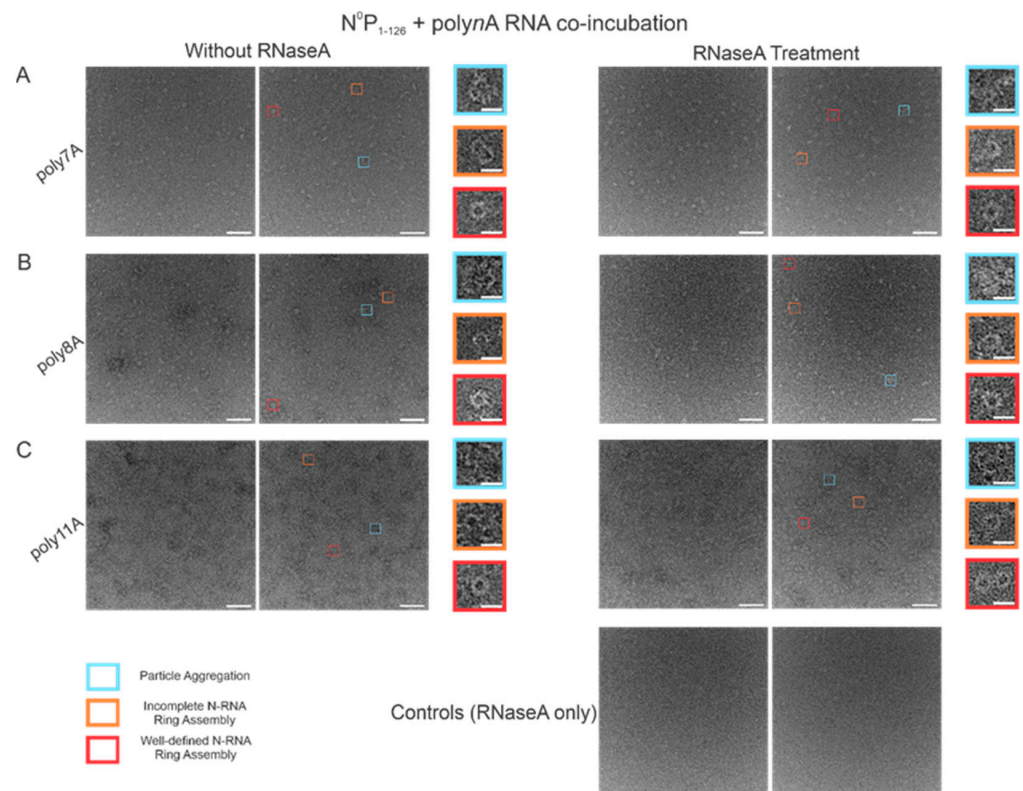 N⁰P₁₋₁₂₆ + polynA RNA co-incubation
Without RNaseA
RNaseA Treatment
A
poly7A
B
poly8A
C
poly11A
Particle Aggregation
Incomplete N-RNA
Ring Assembly
Well-defined N-RNA
Ring Assembly
Controls (RNaseA only)